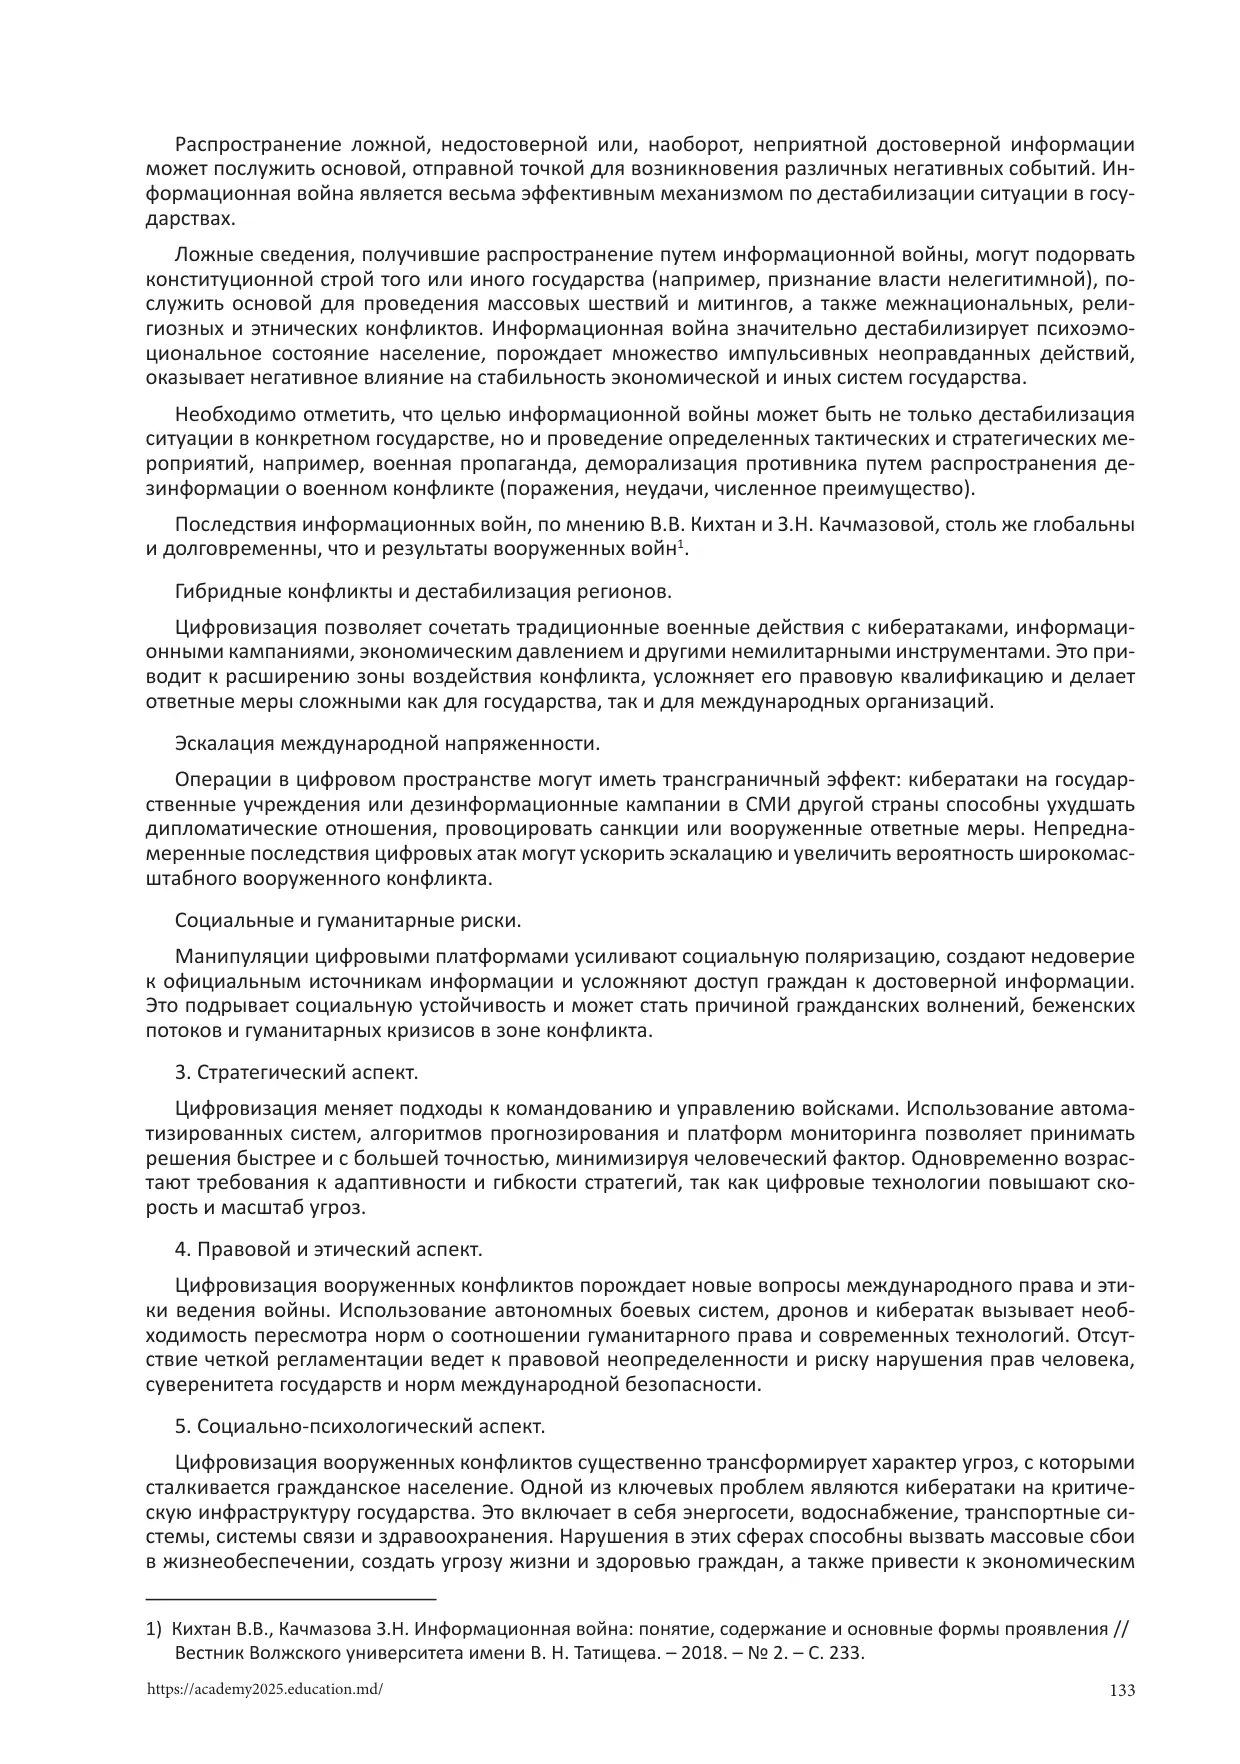 Распространение ложной, недостоверной или, наоборот, неприятной достоверной информации
может послужить основой, отправной точкой для возникновения различных негативных событий. Ин-
формационная война является весьма эффективным механизмом по дестабилизации ситуации в госу-
дарствах.
Ложные сведения, получившие распространение путем информационной войны, могут подорвать
конституционной строй того или иного государства (например, признание власти нелегитимной), по-
служить основой для проведения массовых шествий и митингов, а также межнациональных, рели-
гиозных и этнических конфликтов. Информационная война значительно дестабилизирует психоэмо-
циональное состояние население, порождает множество импульсивных неоправданных действий,
оказывает негативное влияние на стабильность экономической и иных систем государства.
Необходимо отметить, что целью информационной войны может быть не только дестабилизация
ситуации в конкретном государстве, но и проведение определенных тактических и стратегических ме-
роприятий, например, военная пропаганда, деморализация противника путем распространения де-
зинформации о военном конфликте (поражения, неудачи, численное преимущество).
Последствия информационных войн, по мнению В.В. Кихтан и З.Н. Качмазовой, столь же глобальны
и долговременны, что и результаты вооруженных войн¹.
Гибридные конфликты и дестабилизация регионов.
Цифровизация позволяет сочетать традиционные военные действия с кибератаками, информаци-
онными кампаниями, экономическим давлением и другими немилитарными инструментами. Это при-
водит к расширению зоны воздействия конфликта, усложняет его правовую квалификацию и делает
ответные меры сложными как для государства, так и для международных организаций.
Эскалация международной напряженности.
Операции в цифровом пространстве могут иметь трансграничный эффект: кибератаки на государ-
ственные учреждения или дезинформационные кампании в СМИ другой страны способны ухудшать
дипломатические отношения, провоцировать санкции или вооруженные ответные меры. Непредна-
меренные последствия цифровых атак могут ускорить эскалацию и увеличить вероятность широкомас-
штабного вооруженного конфликта.
Социальные и гуманитарные риски.
Манипуляции цифровыми платформами усиливают социальную поляризацию, создают недоверие
к официальным источникам информации и усложняют доступ граждан к достоверной информации.
Это подрывает социальную устойчивость и может стать причиной гражданских волнений, беженских
потоков и гуманитарных кризисов в зоне конфликта.
3. Стратегический аспект.
Цифровизация меняет подходы к командованию и управлению войсками. Использование автома-
тизированных систем, алгоритмов прогнозирования и платформ мониторинга позволяет принимать
решения быстрее и с большей точностью, минимизируя человеческий фактор. Одновременно возрас-
тают требования к адаптивности и гибкости стратегий, так как цифровые технологии повышают ско-
рость и масштаб угроз.
4. Правовой и этический аспект.
Цифровизация вооруженных конфликтов порождает новые вопросы международного права и эти-
ки ведения войны. Использование автономных боевых систем, дронов и кибератак вызывает необ-
ходимость пересмотра норм о соотношении гуманитарного права и современных технологий. Отсут-
ствие четкой регламентации ведет к правовой неопределенности и риску нарушения прав человека,
суверенитета государств и норм международной безопасности.
5. Социально-психологический аспект.
Цифровизация вооруженных конфликтов существенно трансформирует характер угроз, с которыми
сталкивается гражданское население. Одной из ключевых проблем являются кибератаки на критиче-
скую инфраструктуру государства. Это включает в себя энергосети, водоснабжение, транспортные си-
стемы, системы связи и здравоохранения. Нарушения в этих сферах способны вызвать массовые сбои
в жизнеобеспечении, создать угрозу жизни и здоровью граждан, а также привести к экономическим
1) Кихтан В.В., Качмазова З.Н. Информационная война: понятие, содержание и основные формы проявления //
Вестник Волжского университета имени В. Н. Татищева. – 2018. – № 2. – С. 233.
https://academy2025.education.md/
133